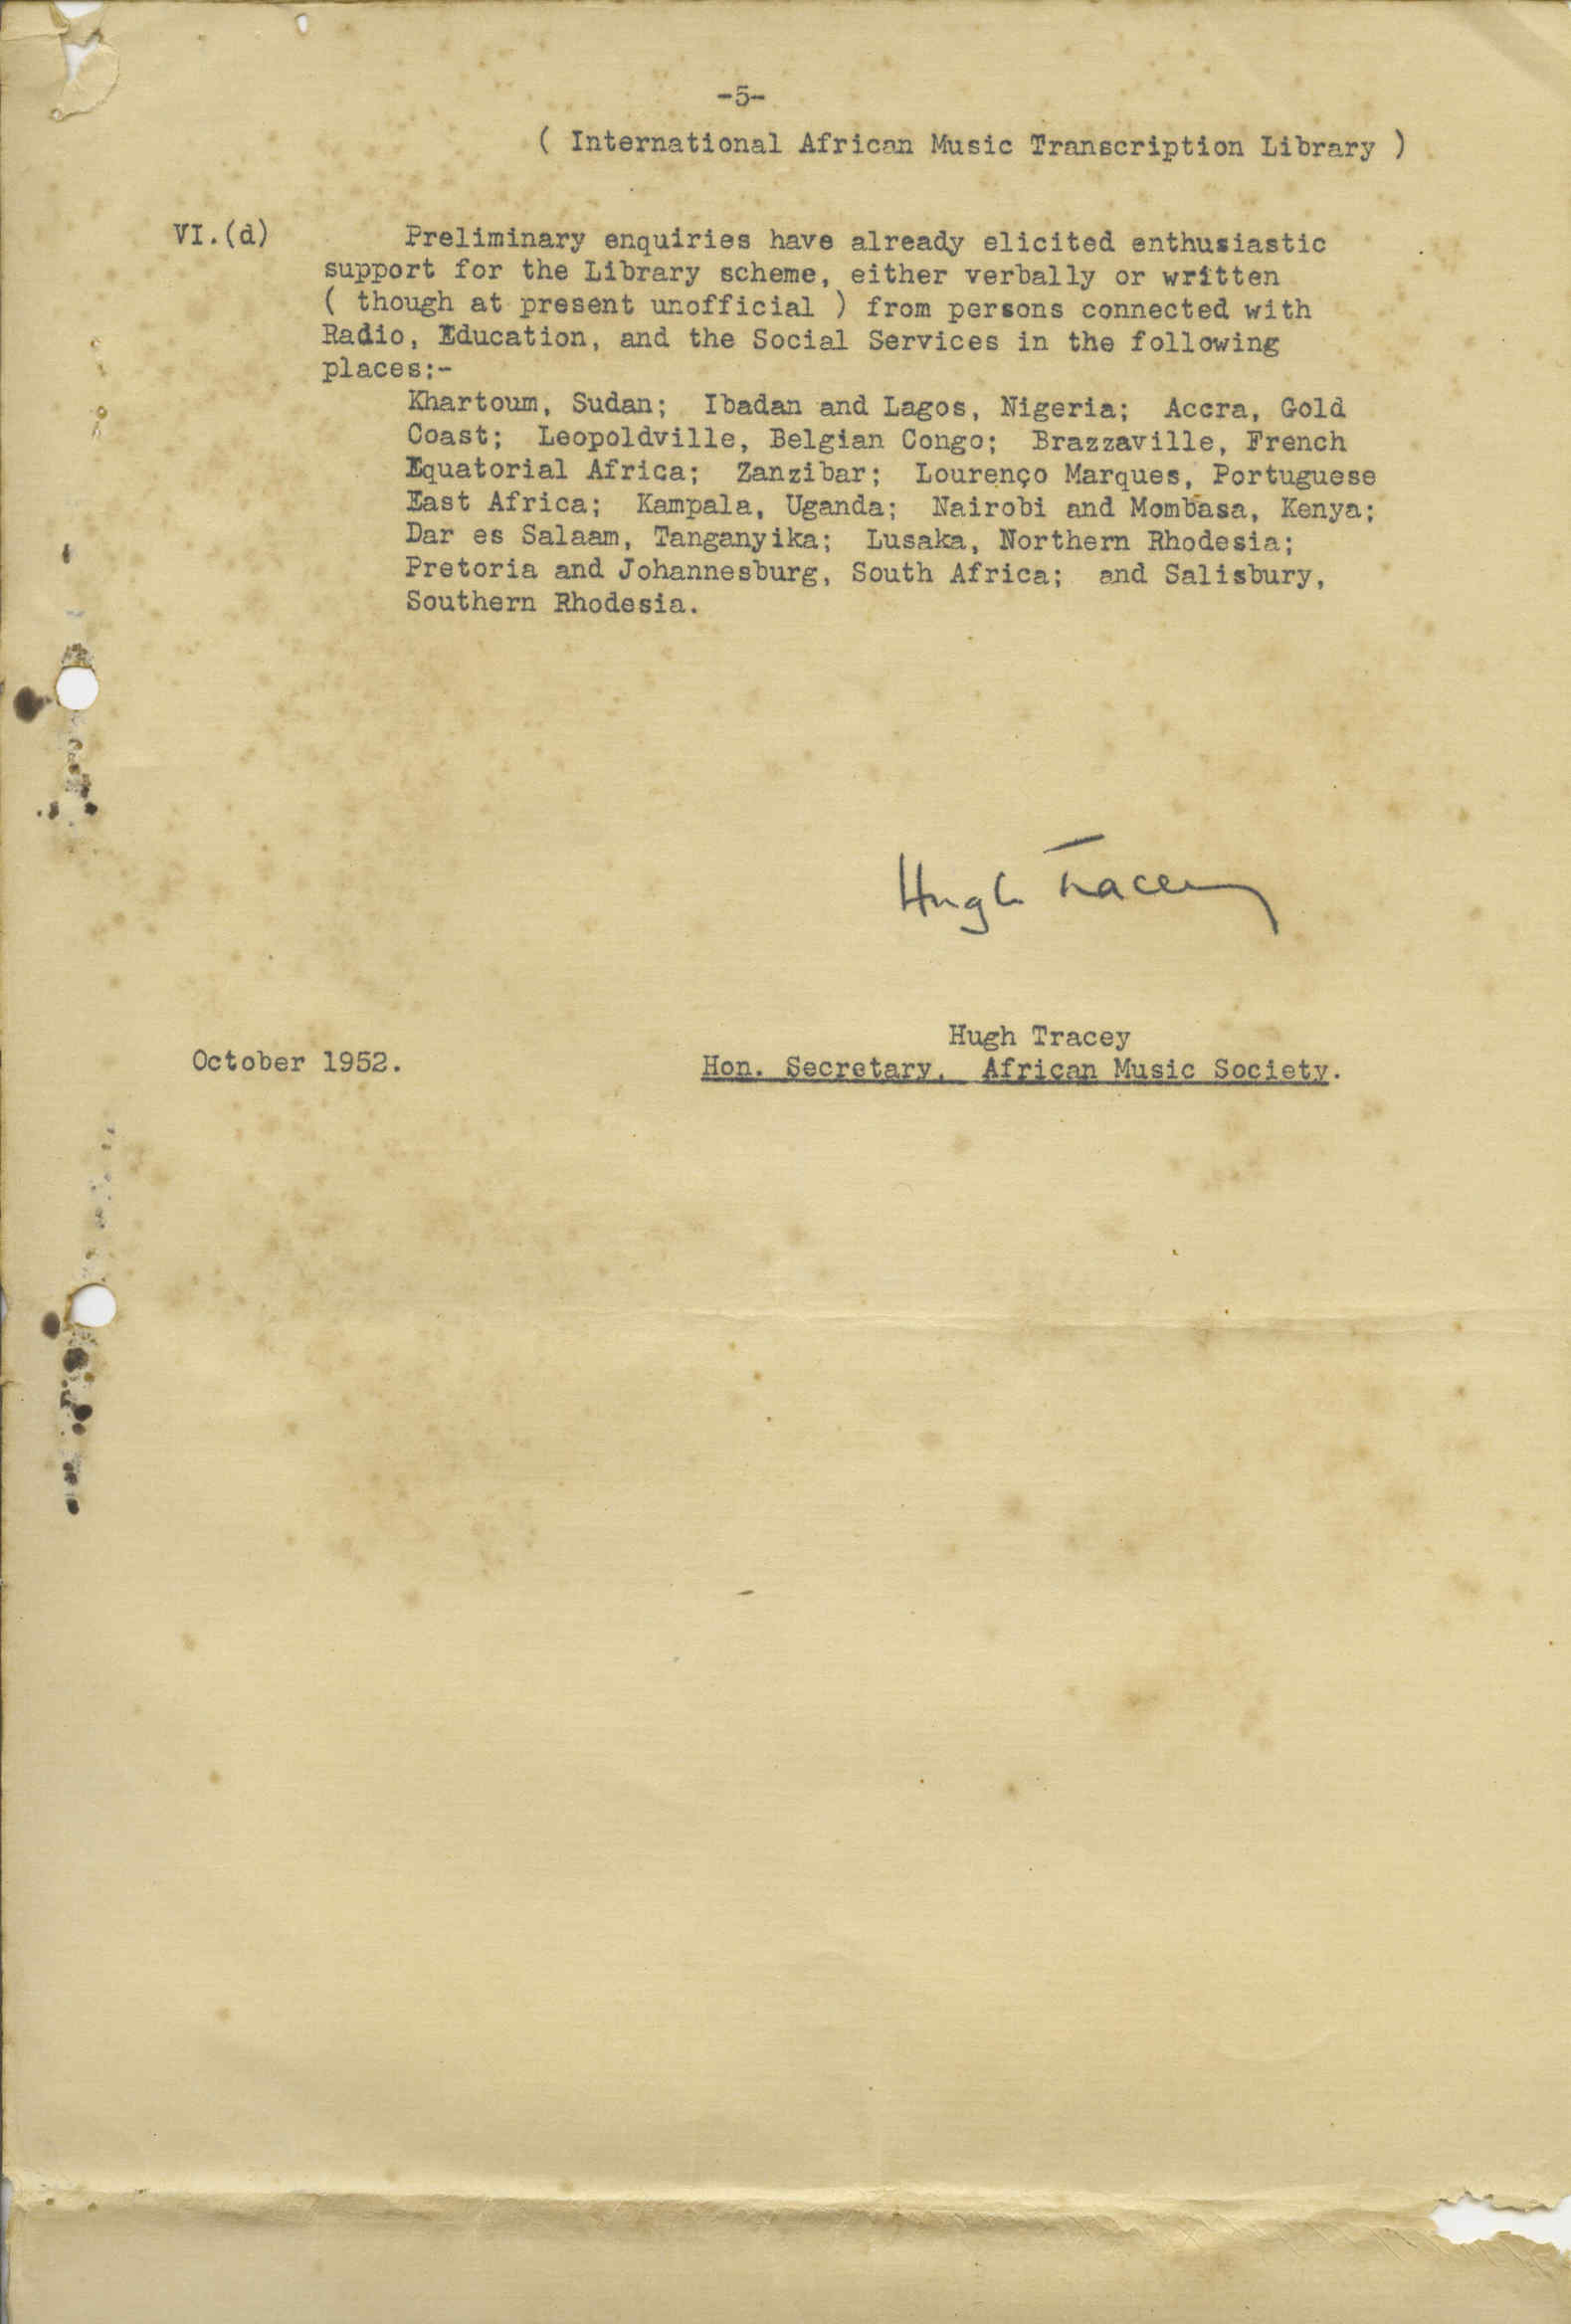 -5-
( International African Music Transcription Library )
VI.(d) Preliminary enquiries have already elicited enthusiastic
support for the Library scheme, either verbally or written
( though at present unofficial ) from persons connected with
Radio, Education, and the Social Services in the following
places:-
Khartoum, Sudan; Ibadan and Lagos, Nigeria; Accra, Gold
Coast; Leopoldville, Belgian Congo; Brazzaville, French
Equatorial Africa; Zanzibar; Lourenço Marques, Portuguese
East Africa; Kampala, Uganda; Nairobi and Mombasa, Kenya;
Dar es Salaam, Tanganyika; Lusaka, Northern Rhodesia;
Pretoria and Johannesburg, South Africa; and Salisbury,
Southern Rhodesia.
Hugh Tracey
Hugh Tracey
October 1952. Hon. Secretary, African Music Society.